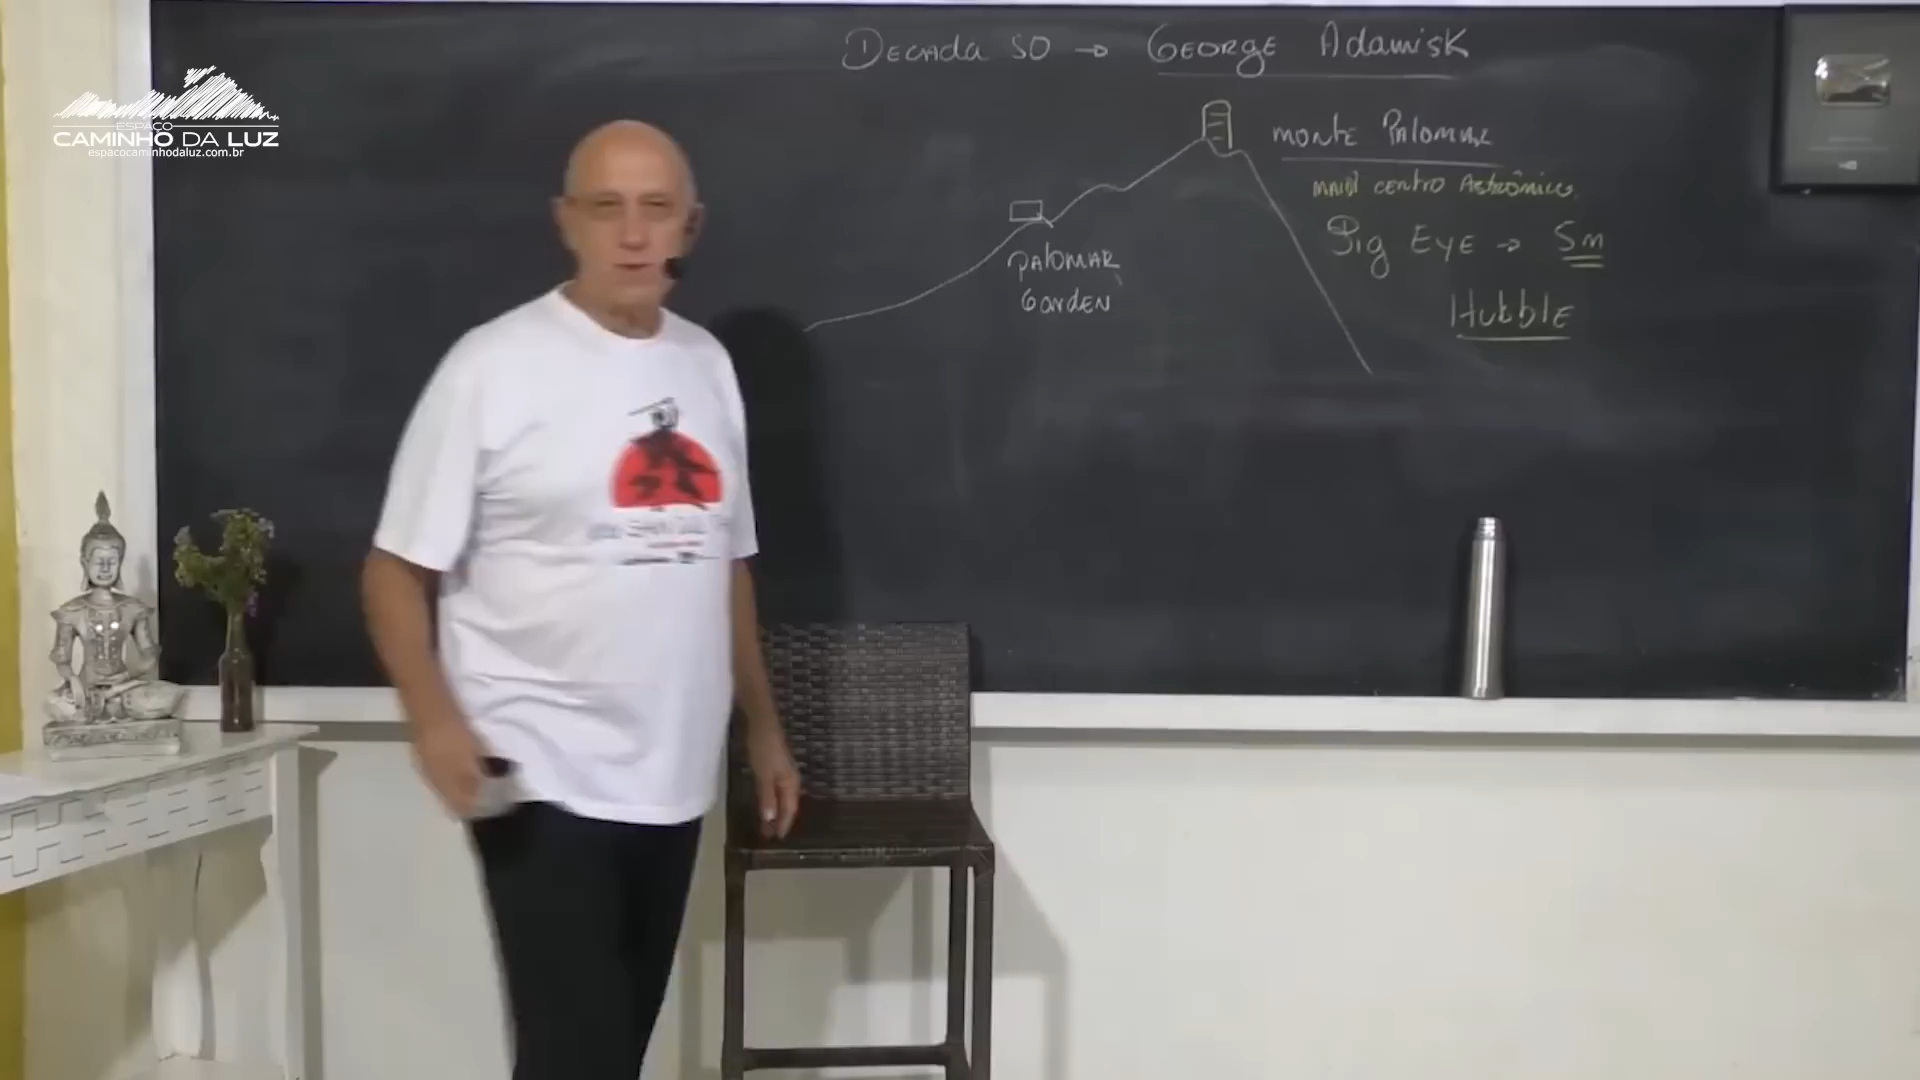 ESPAÇO
CAMINHO DA LUZ
espacocaminhodaluz.com.br
DECADA 50 → GEORGE Adamisk
MONTE PALOMAR
MAIOR CENTRO Astrômico.
Big EYE → 5m
HubblE
PALOMAR
GardEN